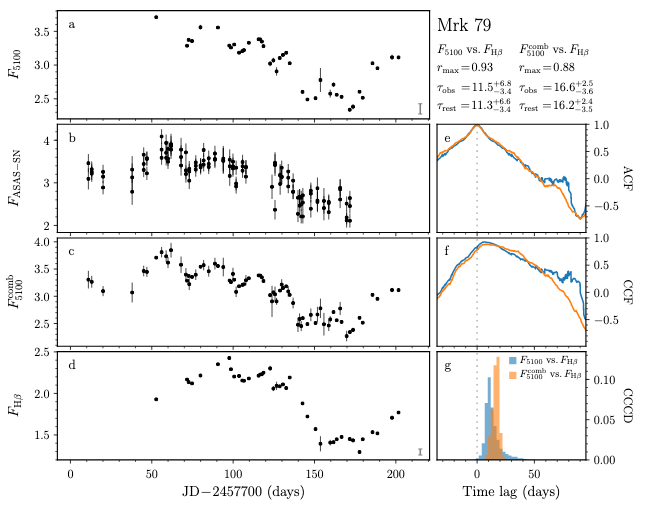 Mrk 79
F5100 vs. FHβ F5100comb vs. FHβ
rmax=0.93 rmax=0.88
τobs=11.5+6.8−3.4 τobs=16.6+2.5−3.6
τrest=11.3+6.6−3.4 τrest=16.2+2.4−3.5
a
F5100
3.5
3.0
2.5
b
FASAS−SN
4
3
2
c
F5100comb
4.0
3.5
3.0
2.5
d
FHβ
2.5
2.0
1.5
0 50 100 150 200
JD−2457700 (days)
e
ACF
1.0
0.5
0.0
−0.5
f
CCF
1.0
0.5
0.0
−0.5
g
F5100 vs. FHβ
F5100comb vs. FHβ
CCCD
0.10
0.05
0.00
0 50
Time lag (days)